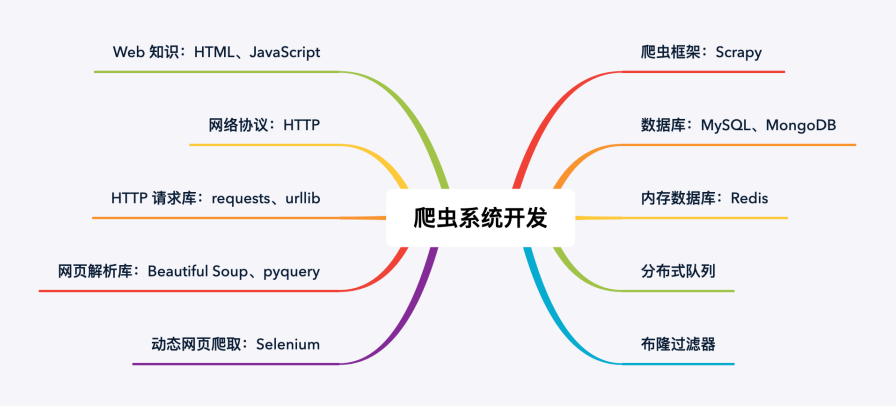 Web 知识：HTML、JavaScript
网络协议：HTTP
HTTP 请求库：requests、urllib
网页解析库：Beautiful Soup、pyquery
动态网页爬取：Selenium
爬虫系统开发
爬虫框架：Scrapy
数据库：MySQL、MongoDB
内存数据库：Redis
分布式队列
布隆过滤器